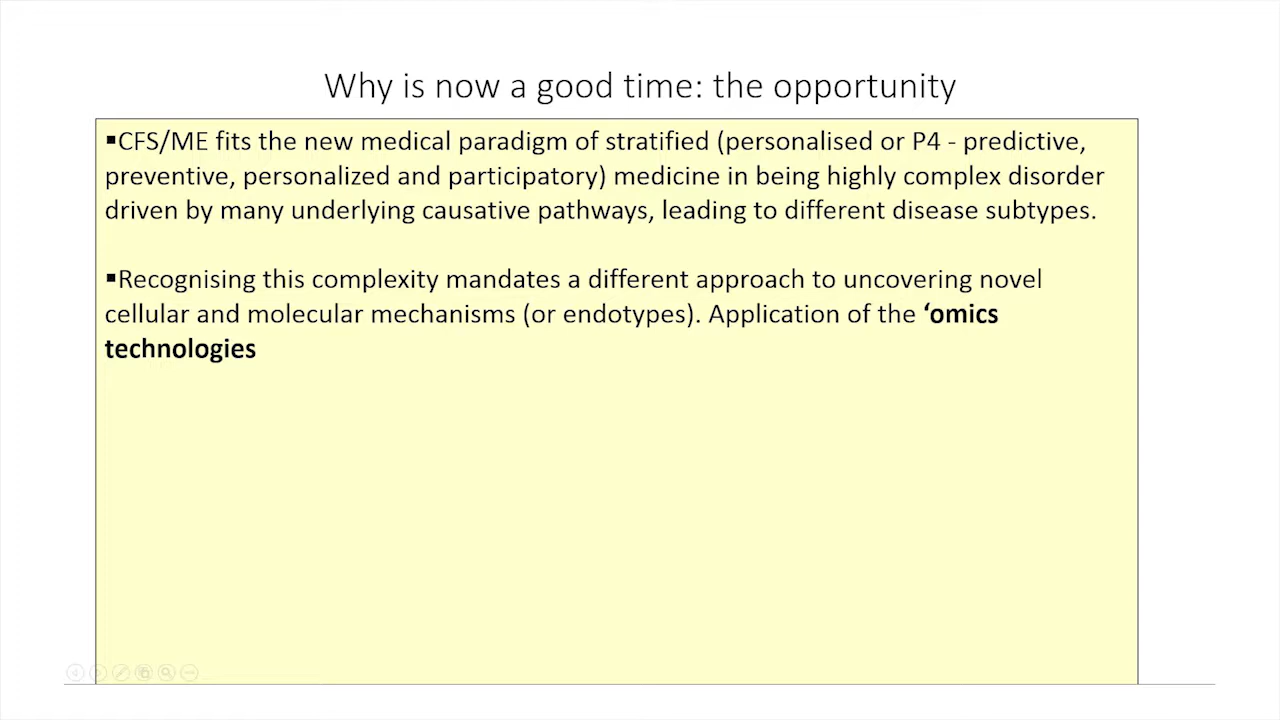 Why is now a good time: the opportunity
▪CFS/ME fits the new medical paradigm of stratified (personalised or P4 - predictive,
preventive, personalized and participatory) medicine in being highly complex disorder
driven by many underlying causative pathways, leading to different disease subtypes.
▪Recognising this complexity mandates a different approach to uncovering novel
cellular and molecular mechanisms (or endotypes). Application of the ‘omics
technologies